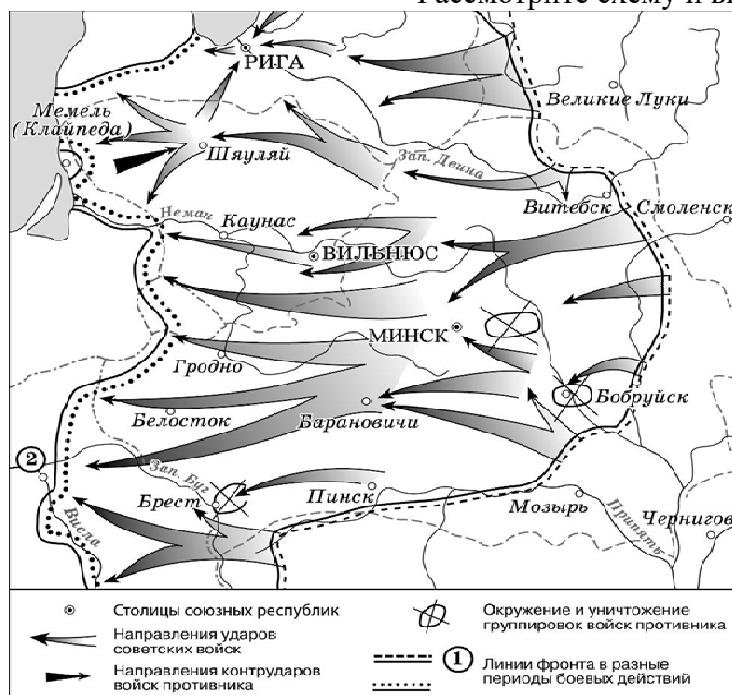 Рассмотрите схему и в
РИГА
Великие Луки
Мемель
(Клайпеда)
Шяуляй
Зап. Двина
Витебск
Смоленск
Неман
Каунас
ВИЛЬНЮС
МИНСК
Гродно
Бобруйск
Белосток
Барановичи
2
Зап. Буг
Брест
Пинск
Мозырь
Висла
Припять
Чернигов
Столицы союзных республик
Направления ударов
советских войск
Направления контрударов
войск противника
Окружение и уничтожение
группировок войск противника
1
Линии фронта в разные
периоды боевых действий